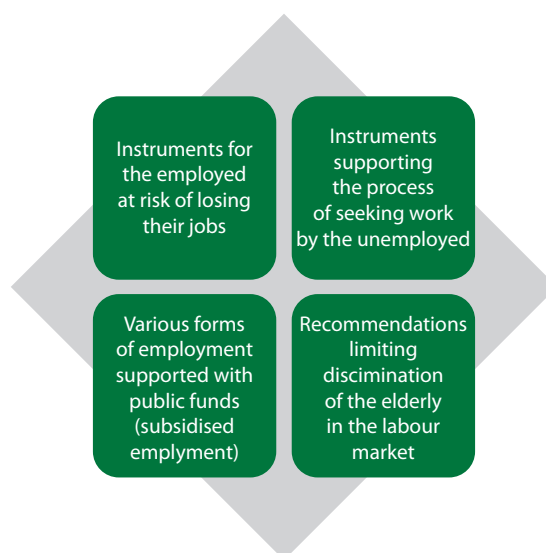 Instruments for
the employed
at risk of losing
their jobs
Instruments
supporting
the process
of seeking work
by the unemployed
Various forms
of employment
supported with
public funds
(subsidised
emplyment)
Recommendations
limiting
discimination
of the elderly
in the labour
market